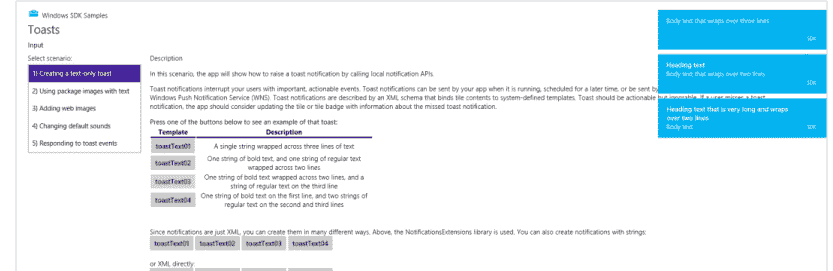 Windows SDK Samples
Toasts
Input
Select scenario:
1) Creating a text-only toast
2) Using package images with text
3) Adding web images
4) Changing default sounds
5) Responding to toast events
Description
In this scenario, the app will show how to raise a toast notification by calling local notification APIs.
Toast notifications interrupt your users with important, actionable events. Toast notifications can be sent by your app when it is running, scheduled for a later time, or be sent by
Windows Push Notification Service (WNS). Toast notifications are described by an XML schema that binds tile contents to system-defined templates. Toast should be actionable
notification, the app should consider updating the tile or tile badge with information about the missed toast notification.
Press one of the buttons below to see an example of that toast:
Template Description
toastText01 A single string wrapped across three lines of text
toastText02 One string of bold text, and one string of regular text
wrapped across two lines
toastText03 One string of bold text wrapped across two lines, and a
string of regular text on the third line
toastText04 One string of bold text on the first line, and two strings of
regular text on the second and third lines
Since notifications are just XML, you can create them in many different ways. Above, the NotificationsExtensions library is used. You can also create notifications with strings:
toastText01 toastText02 toastText03 toastText04
or XML directly:
Body text that wraps over three lines
SDK
Heading text
Body text that wraps over two lines
SDK
Heading text that is very long and wraps
over two lines
Body text
SDK